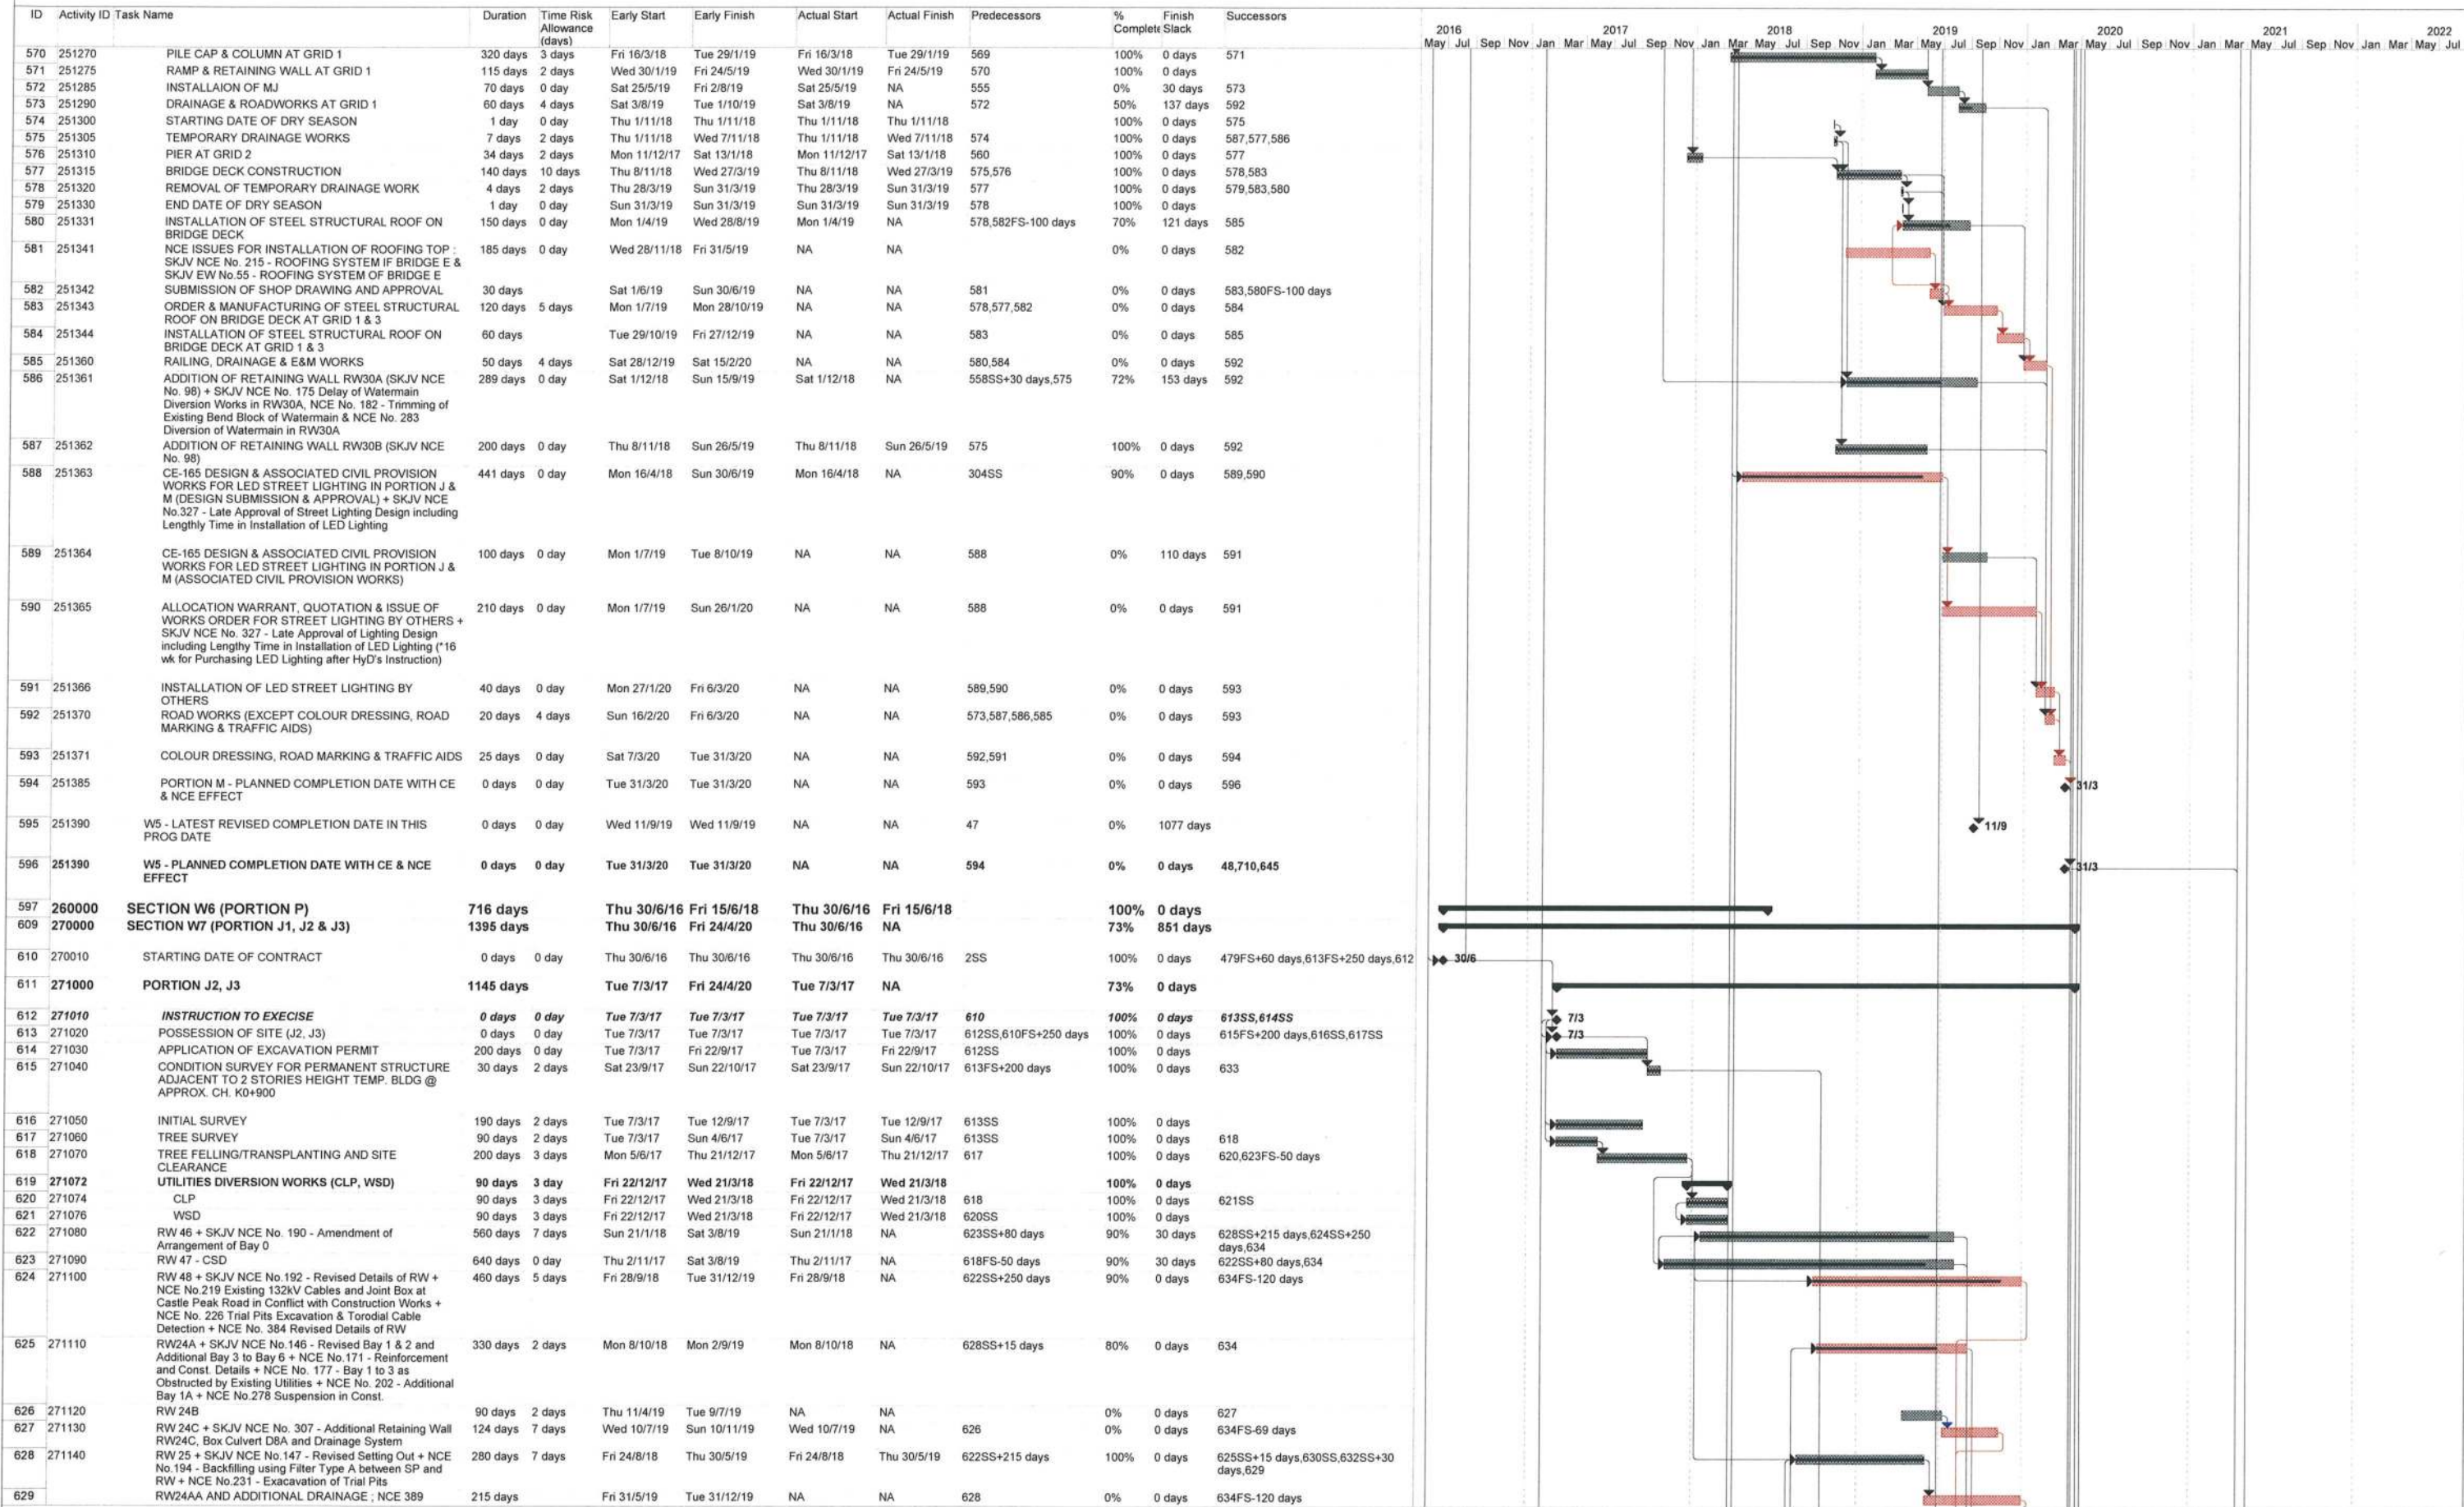 ID Activity ID Task Name Duration Time Risk Allowance (days) Early Start Early Finish Actual Start Actual Finish Predecessors % Complete Finish Slack Successors
2016 2017 2018 2019 2020 2021 2022
May Jul Sep Nov Jan Mar May Jul Sep Nov Jan Mar May Jul Sep Nov Jan Mar May Jul Sep Nov Jan Mar May Jul Sep Nov Jan Mar May Jul Sep Nov Jan Mar May Jul
570 251270 PILE CAP & COLUMN AT GRID 1 320 days 3 days Fri 16/3/18 Tue 29/1/19 Fri 16/3/18 Tue 29/1/19 569 100% 0 days 571
571 251275 RAMP & RETAINING WALL AT GRID 1 115 days 2 days Wed 30/1/19 Fri 24/5/19 Wed 30/1/19 Fri 24/5/19 570 100% 0 days
572 251285 INSTALLAION OF MJ 70 days 0 day Sat 25/5/19 Fri 2/8/19 Sat 25/5/19 NA 555 0% 30 days 573
573 251290 DRAINAGE & ROADWORKS AT GRID 1 60 days 4 days Sat 3/8/19 Tue 1/10/19 Sat 3/8/19 NA 572 50% 137 days 592
574 251300 STARTING DATE OF DRY SEASON 1 day 0 day Thu 1/11/18 Thu 1/11/18 Thu 1/11/18 Thu 1/11/18 100% 0 days 575
575 251305 TEMPORARY DRAINAGE WORKS 7 days 2 days Thu 1/11/18 Wed 7/11/18 Thu 1/11/18 Wed 7/11/18 574 100% 0 days 587,577,586
576 251310 PIER AT GRID 2 34 days 2 days Mon 11/12/17 Sat 13/1/18 Mon 11/12/17 Sat 13/1/18 560 100% 0 days 577
577 251315 BRIDGE DECK CONSTRUCTION 140 days 10 days Thu 8/11/18 Wed 27/3/19 Thu 8/11/18 Wed 27/3/19 575,576 100% 0 days 578,583
578 251320 REMOVAL OF TEMPORARY DRAINAGE WORK 4 days 2 days Thu 28/3/19 Sun 31/3/19 Thu 28/3/19 Sun 31/3/19 577 100% 0 days 579,583,580
579 251330 END DATE OF DRY SEASON 1 day 0 day Sun 31/3/19 Sun 31/3/19 Sun 31/3/19 Sun 31/3/19 578 100% 0 days
580 251331 INSTALLATION OF STEEL STRUCTURAL ROOF ON 150 days 0 day Mon 1/4/19 Wed 28/8/19 Mon 1/4/19 NA 578,582FS-100 days 70% 121 days 585
BRIDGE DECK
581 251341 NCE ISSUES FOR INSTALLATION OF ROOFING TOP : 185 days 0 day Wed 28/11/18 Fri 31/5/19 NA NA 0% 0 days 582
SKJV NCE No. 215 - ROOFING SYSTEM IF BRIDGE E &
SKJV EW No.55 - ROOFING SYSTEM OF BRIDGE E
582 251342 SUBMISSION OF SHOP DRAWING AND APPROVAL 30 days Sat 1/6/19 Sun 30/6/19 NA NA 581 0% 0 days 583,580FS-100 days
583 251343 ORDER & MANUFACTURING OF STEEL STRUCTURAL 120 days 5 days Mon 1/7/19 Mon 28/10/19 NA NA 578,577,582 0% 0 days 584
ROOF ON BRIDGE DECK AT GRID 1 & 3
584 251344 INSTALLATION OF STEEL STRUCTURAL ROOF ON 60 days Tue 29/10/19 Fri 27/12/19 NA NA 583 0% 0 days 585
BRIDGE DECK AT GRID 1 & 3
585 251360 RAILING, DRAINAGE & E&M WORKS 50 days 4 days Sat 28/12/19 Sat 15/2/20 NA NA 580,584 0% 0 days 592
586 251361 ADDITION OF RETAINING WALL RW30A (SKJV NCE 289 days 0 day Sat 1/12/18 Sun 15/9/19 Sat 1/12/18 NA 558SS+30 days,575 72% 153 days 592
No. 98) + SKJV NCE No. 175 Delay of Watermain
Diversion Works in RW30A, NCE No. 182 - Trimming of
Existing Bend Block of Watermain & NCE No. 283
Diversion of Watermain in RW30A
587 251362 ADDITION OF RETAINING WALL RW30B (SKJV NCE 200 days 0 day Thu 8/11/18 Sun 26/5/19 Thu 8/11/18 Sun 26/5/19 575 100% 0 days 592
No. 98)
588 251363 CE-165 DESIGN & ASSOCIATED CIVIL PROVISION 441 days 0 day Mon 16/4/18 Sun 30/6/19 Mon 16/4/18 NA 304SS 90% 0 days 589,590
WORKS FOR LED STREET LIGHTING IN PORTION J &
M (DESIGN SUBMISSION & APPROVAL) + SKJV NCE
No.327 - Late Approval of Street Lighting Design including
Lengthly Time in Installation of LED Lighting
589 251364 CE-165 DESIGN & ASSOCIATED CIVIL PROVISION 100 days 0 day Mon 1/7/19 Tue 8/10/19 NA NA 588 0% 110 days 591
WORKS FOR LED STREET LIGHTING IN PORTION J &
M (ASSOCIATED CIVIL PROVISION WORKS)
590 251365 ALLOCATION WARRANT, QUOTATION & ISSUE OF 210 days 0 day Mon 1/7/19 Sun 26/1/20 NA NA 588 0% 0 days 591
WORKS ORDER FOR STREET LIGHTING BY OTHERS +
SKJV NCE No. 327 - Late Approval of Lighting Design
including Lengthy Time in Installation of LED Lighting (*16
wk for Purchasing LED Lighting after HyD's Instruction)
591 251366 INSTALLATION OF LED STREET LIGHTING BY 40 days 0 day Mon 27/1/20 Fri 6/3/20 NA NA 589,590 0% 0 days 593
OTHERS
592 251370 ROAD WORKS (EXCEPT COLOUR DRESSING, ROAD 20 days 4 days Sun 16/2/20 Fri 6/3/20 NA NA 573,587,586,585 0% 0 days 593
MARKING & TRAFFIC AIDS)
593 251371 COLOUR DRESSING, ROAD MARKING & TRAFFIC AIDS 25 days 0 day Sat 7/3/20 Tue 31/3/20 NA NA 592,591 0% 0 days 594
594 251385 PORTION M - PLANNED COMPLETION DATE WITH CE 0 days 0 day Tue 31/3/20 Tue 31/3/20 NA NA 593 0% 0 days 596 31/3
& NCE EFFECT
595 251390 W5 - LATEST REVISED COMPLETION DATE IN THIS 0 days 0 day Wed 11/9/19 Wed 11/9/19 NA NA 47 0% 1077 days 11/9
PROG DATE
596 251390 W5 - PLANNED COMPLETION DATE WITH CE & NCE 0 days 0 day Tue 31/3/20 Tue 31/3/20 NA NA 594 0% 0 days 48,710,645 31/3
EFFECT
597 260000 SECTION W6 (PORTION P) 716 days Thu 30/6/16 Fri 15/6/18 Thu 30/6/16 Fri 15/6/18 100% 0 days
609 270000 SECTION W7 (PORTION J1, J2 & J3) 1395 days Thu 30/6/16 Fri 24/4/20 Thu 30/6/16 NA 73% 851 days
610 270010 STARTING DATE OF CONTRACT 0 days 0 day Thu 30/6/16 Thu 30/6/16 Thu 30/6/16 Thu 30/6/16 2SS 100% 0 days 479FS+60 days,613FS+250 days,612 30/6
611 271000 PORTION J2, J3 1145 days Tue 7/3/17 Fri 24/4/20 Tue 7/3/17 NA 73% 0 days
612 271010 INSTRUCTION TO EXECISE 0 days 0 day Tue 7/3/17 Tue 7/3/17 Tue 7/3/17 Tue 7/3/17 610 100% 0 days 613SS,614SS 7/3
613 271020 POSSESSION OF SITE (J2, J3) 0 days 0 day Tue 7/3/17 Tue 7/3/17 Tue 7/3/17 Tue 7/3/17 612SS,610FS+250 days 100% 0 days 615FS+200 days,616SS,617SS 7/3
614 271030 APPLICATION OF EXCAVATION PERMIT 200 days 0 day Tue 7/3/17 Fri 22/9/17 Tue 7/3/17 Fri 22/9/17 612SS 100% 0 days
615 271040 CONDITION SURVEY FOR PERMANENT STRUCTURE 30 days 2 days Sat 23/9/17 Sun 22/10/17 Sat 23/9/17 Sun 22/10/17 613FS+200 days 100% 0 days 633
ADJACENT TO 2 STORIES HEIGHT TEMP. BLDG @
APPROX. CH. K0+900
616 271050 INITIAL SURVEY 190 days 2 days Tue 7/3/17 Tue 12/9/17 Tue 7/3/17 Tue 12/9/17 613SS 100% 0 days
617 271060 TREE SURVEY 90 days 2 days Tue 7/3/17 Sun 4/6/17 Tue 7/3/17 Sun 4/6/17 613SS 100% 0 days 618
618 271070 TREE FELLING/TRANSPLANTING AND SITE 200 days 3 days Mon 5/6/17 Thu 21/12/17 Mon 5/6/17 Thu 21/12/17 617 100% 0 days 620,623FS-50 days
CLEARANCE
619 271072 UTILITIES DIVERSION WORKS (CLP, WSD) 90 days 3 day Fri 22/12/17 Wed 21/3/18 Fri 22/12/17 Wed 21/3/18 100% 0 days
620 271074 CLP 90 days 3 days Fri 22/12/17 Wed 21/3/18 Fri 22/12/17 Wed 21/3/18 618 100% 0 days 621SS
621 271076 WSD 90 days 3 days Fri 22/12/17 Wed 21/3/18 Fri 22/12/17 Wed 21/3/18 620SS 100% 0 days
622 271080 RW 46 + SKJV NCE No. 190 - Amendment of 560 days 7 days Sun 21/1/18 Sat 3/8/19 Sun 21/1/18 NA 623SS+80 days 90% 30 days 628SS+215 days,624SS+250
Arrangement of Bay 0 days,634
623 271090 RW 47 - CSD 640 days 0 day Thu 2/11/17 Sat 3/8/19 Thu 2/11/17 NA 618FS-50 days 90% 30 days 622SS+80 days,634
624 271100 RW 48 + SKJV NCE No.192 - Revised Details of RW + 460 days 5 days Fri 28/9/18 Tue 31/12/19 Fri 28/9/18 NA 622SS+250 days 90% 0 days 634FS-120 days
NCE No.219 Existing 132kV Cables and Joint Box at
Castle Peak Road in Conflict with Construction Works +
NCE No. 226 Trial Pits Excavation & Torodial Cable
Detection + NCE No. 384 Revised Details of RW
625 271110 RW24A + SKJV NCE No.146 - Revised Bay 1 & 2 and 330 days 2 days Mon 8/10/18 Mon 2/9/19 Mon 8/10/18 NA 628SS+15 days 80% 0 days 634
Additional Bay 3 to Bay 6 + NCE No.171 - Reinforcement
and Const. Details + NCE No. 177 - Bay 1 to 3 as
Obstructed by Existing Utilities + NCE No. 202 - Additional
Bay 1A + NCE No.278 Suspension in Const.
626 271120 RW 24B 90 days 2 days Thu 11/4/19 Tue 9/7/19 NA NA 0% 0 days 627
627 271130 RW 24C + SKJV NCE No. 307 - Additional Retaining Wall 124 days 7 days Wed 10/7/19 Sun 10/11/19 Wed 10/7/19 NA 626 0% 0 days 634FS-69 days
RW24C, Box Culvert D8A and Drainage System
628 271140 RW 25 + SKJV NCE No.147 - Revised Setting Out + NCE 280 days 7 days Fri 24/8/18 Thu 30/5/19 Fri 24/8/18 Thu 30/5/19 622SS+215 days 100% 0 days 625SS+15 days,630SS,632SS+30
No.194 - Backfilling using Filter Type A between SP and days,629
RW + NCE No.231 - Exacavation of Trial Pits
629 RW24AA AND ADDITIONAL DRAINAGE ; NCE 389 215 days Fri 31/5/19 Tue 31/12/19 NA NA 628 0% 0 days 634FS-120 days